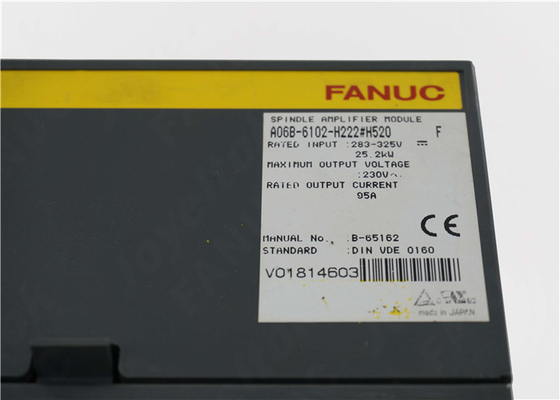 FANUC
SPINDLE AMPLIFIER MODULE
A06B-6102-H222#H520 F
RATED INPUT :283-325V ⎓
25.2kW
MAXIMUM OUTPUT VOLTAGE
:230V~
RATED OUTPUT CURRENT
95A
MANUAL No. :B-65162
STANDARD :DIN VDE 0160
CE
V01814603
made in JAPAN